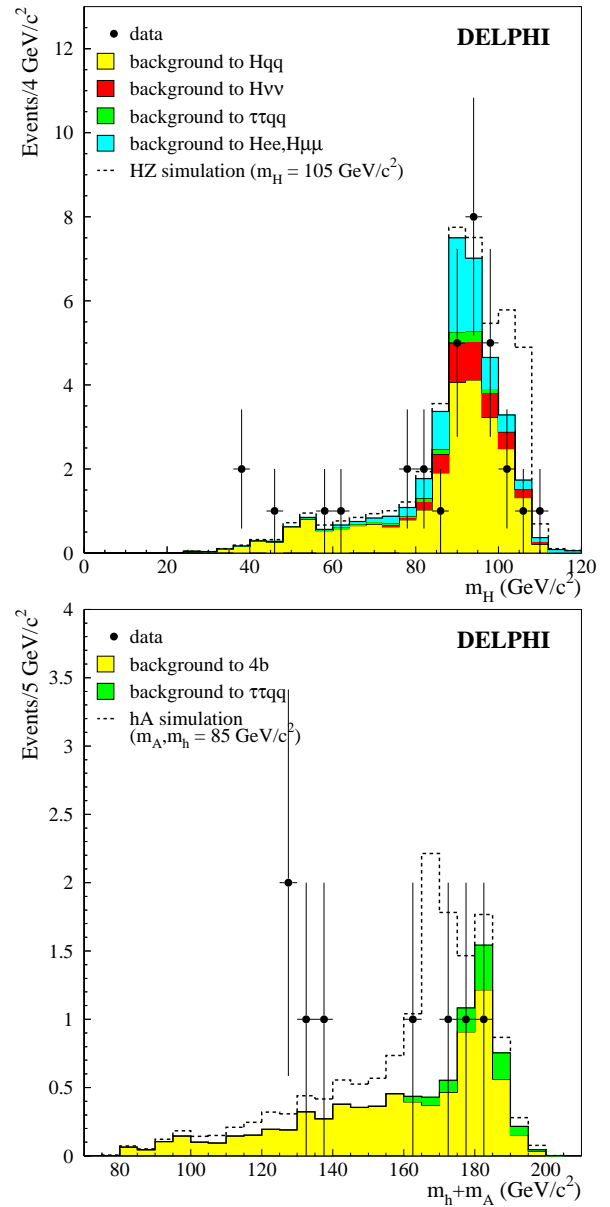 Events/4 GeV/c²
DELPHI
data
background to Hqq
background to Hνν
background to ττqq
background to Hee,Hμμ
HZ simulation (m_H = 105 GeV/c²)
12
10
8
6
4
2
0
0 20 40 60 80 100 120
m_H (GeV/c²)
Events/5 GeV/c²
DELPHI
data
background to 4b
background to ττqq
hA simulation
(m_A,m_h = 85 GeV/c²)
4
3.5
3
2.5
2
1.5
1
0.5
0
80 100 120 140 160 180 200
m_h+m_A (GeV/c²)